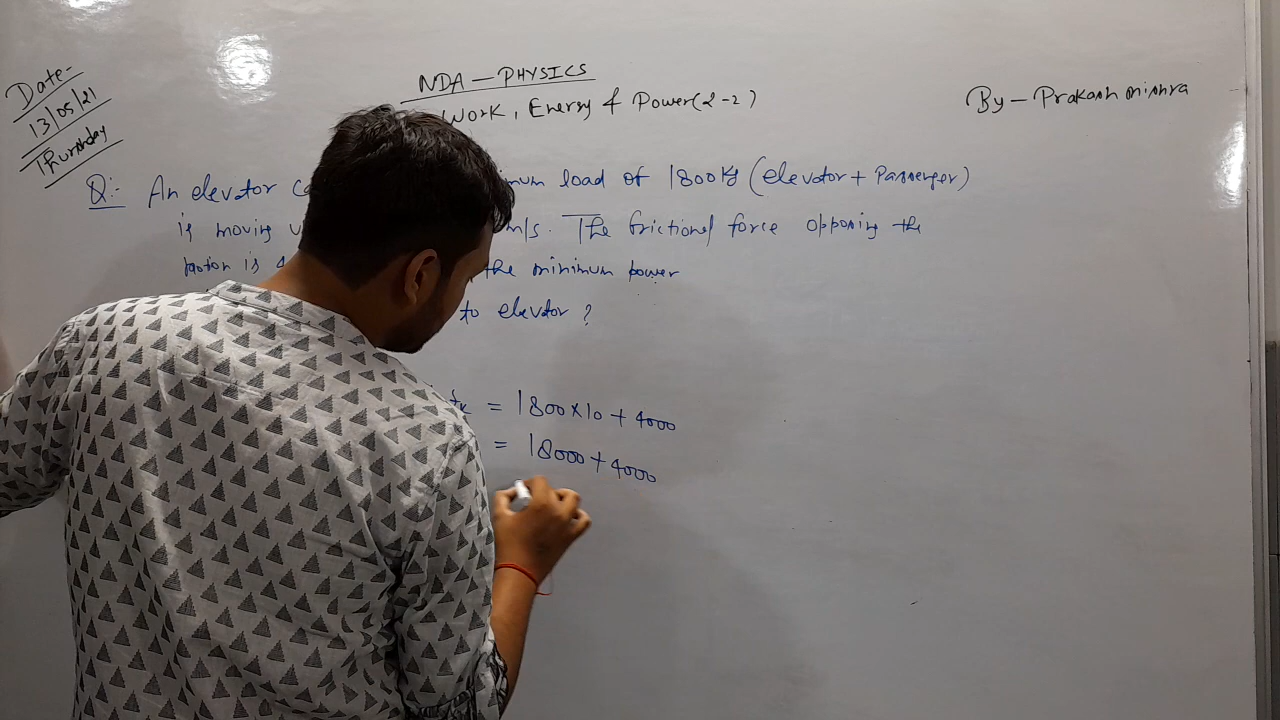 Date-
13/05/21
Thursday
NDA - PHYSICS
Work, Energy & Power (2-2)
By - Prakash mishra
Q:- An elevator load of 1800 kg (elevator + Passenger)
is moving m/s. The frictional force opposing the
motion is the minimum power
to elevator ?
= 1800×10 + 4000
= 18000 + 4000